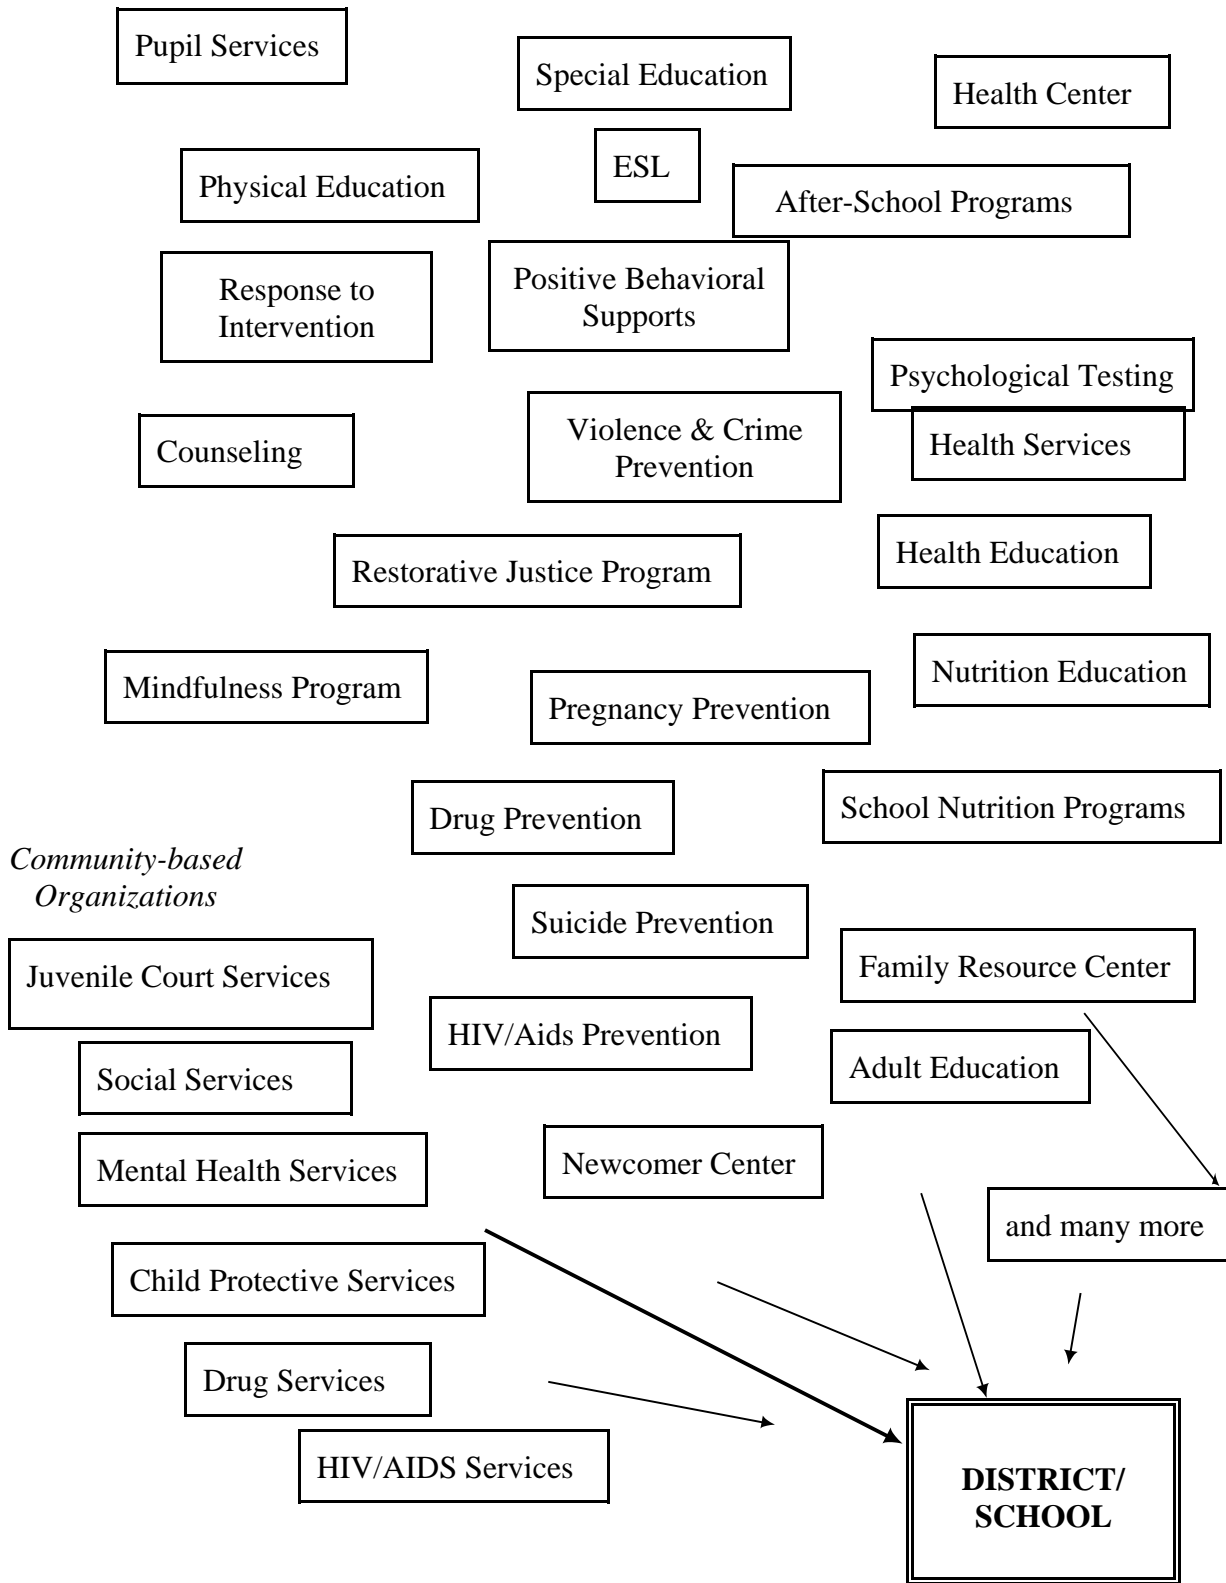 Pupil Services
Special Education
Health Center
ESL
Physical Education
After-School Programs
Response to
Intervention
Positive Behavioral
Supports
Psychological Testing
Counseling
Violence & Crime
Prevention
Health Services
Restorative Justice Program
Health Education
Mindfulness Program
Pregnancy Prevention
Nutrition Education
Drug Prevention
School Nutrition Programs
Community-based
Organizations
Suicide Prevention
Juvenile Court Services
Family Resource Center
HIV/Aids Prevention
Social Services
Adult Education
Mental Health Services
Newcomer Center
and many more
Child Protective Services
Drug Services
HIV/AIDS Services
DISTRICT/
SCHOOL